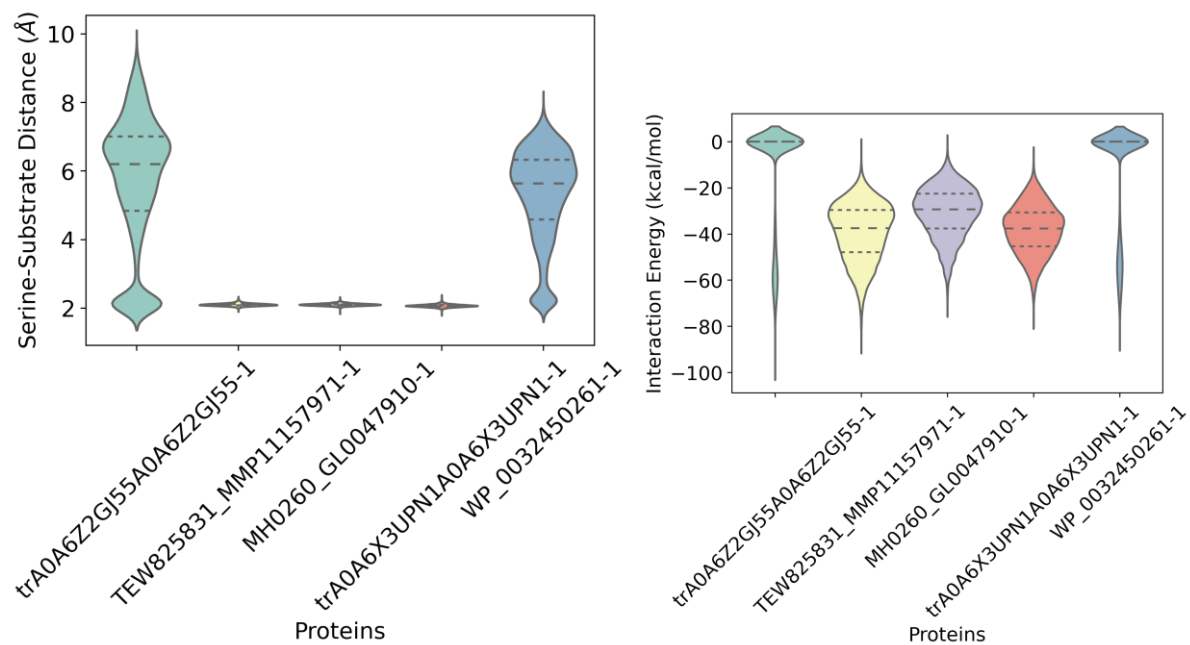 Serine-Substrate Distance (Å)
10
8
6
4
2
trA0A6Z2GJ55A0A6Z2GJ55-1
TEW825831_MMP11157971-1
MH0260_GL0047910-1
trA0A6X3UPN1A0A6X3UPN1-1
WP_0032450261-1
Proteins
Interaction Energy (kcal/mol)
0
−20
−40
−60
−80
−100
trA0A6Z2GJ55A0A6Z2GJ55-1
TEW825831_MMP11157971-1
MH0260_GL0047910-1
trA0A6X3UPN1A0A6X3UPN1-1
WP_0032450261-1
Proteins